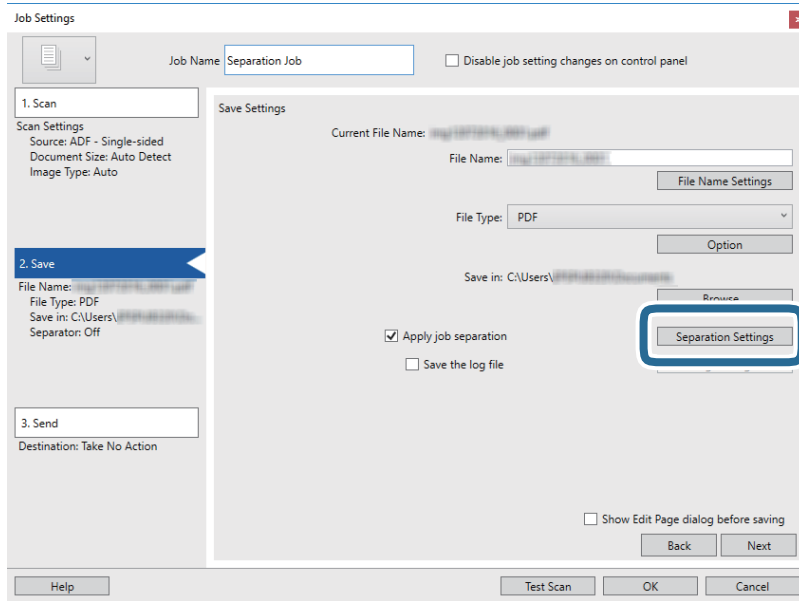 Job Settings
Job Name Separation Job
Disable job setting changes on control panel
1. Scan
Scan Settings
Source: ADF - Single-sided
Document Size: Auto Detect
Image Type: Auto
2. Save
File Name:
File Type: PDF
Save in: C:\Users\
Separator: Off
3. Send
Destination: Take No Action
Save Settings
Current File Name:
File Name:
File Name Settings
File Type: PDF
Option
Save in: C:\Users\
Browse
Apply job separation
Separation Settings
Save the log file
Show Edit Page dialog before saving
Back Next
Help Test Scan OK Cancel